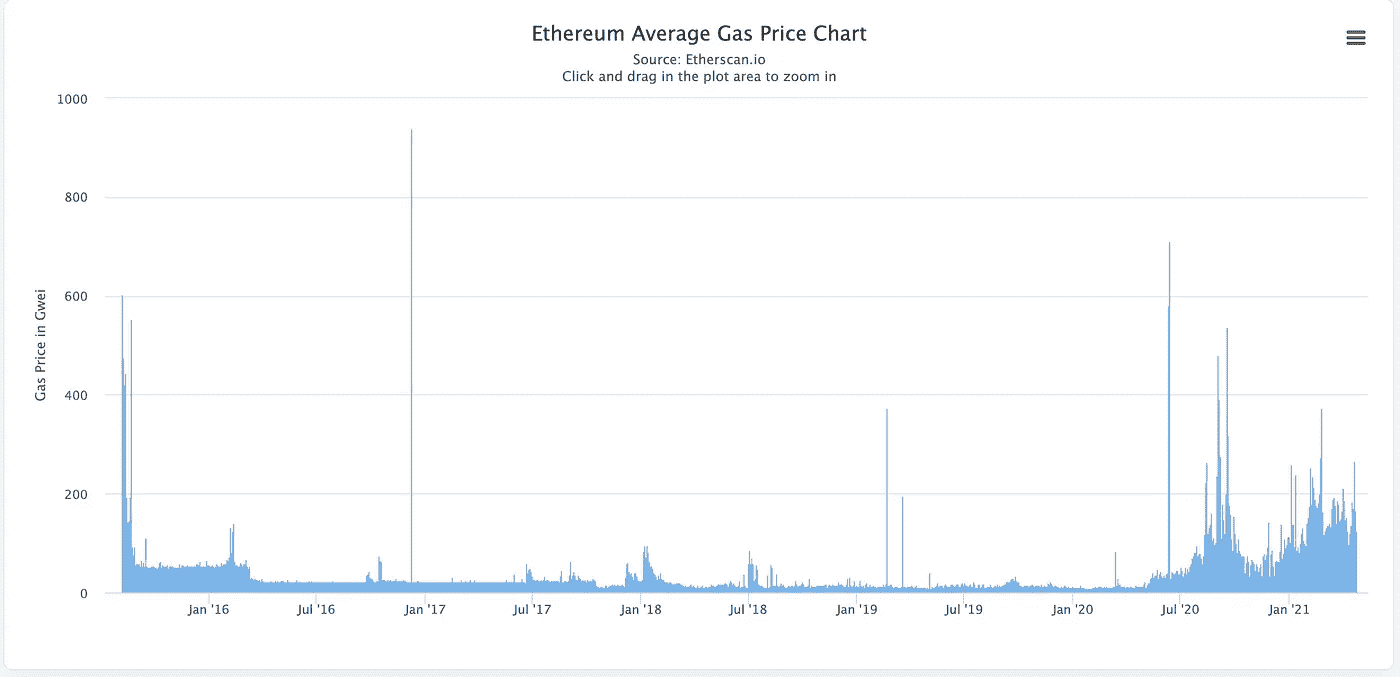 Ethereum Average Gas Price Chart
Source: Etherscan.io
Click and drag in the plot area to zoom in
Gas Price in Gwei
1000
800
600
400
200
0
Jan '16 Jul '16 Jan '17 Jul '17 Jan '18 Jul '18 Jan '19 Jul '19 Jan '20 Jul '20 Jan '21